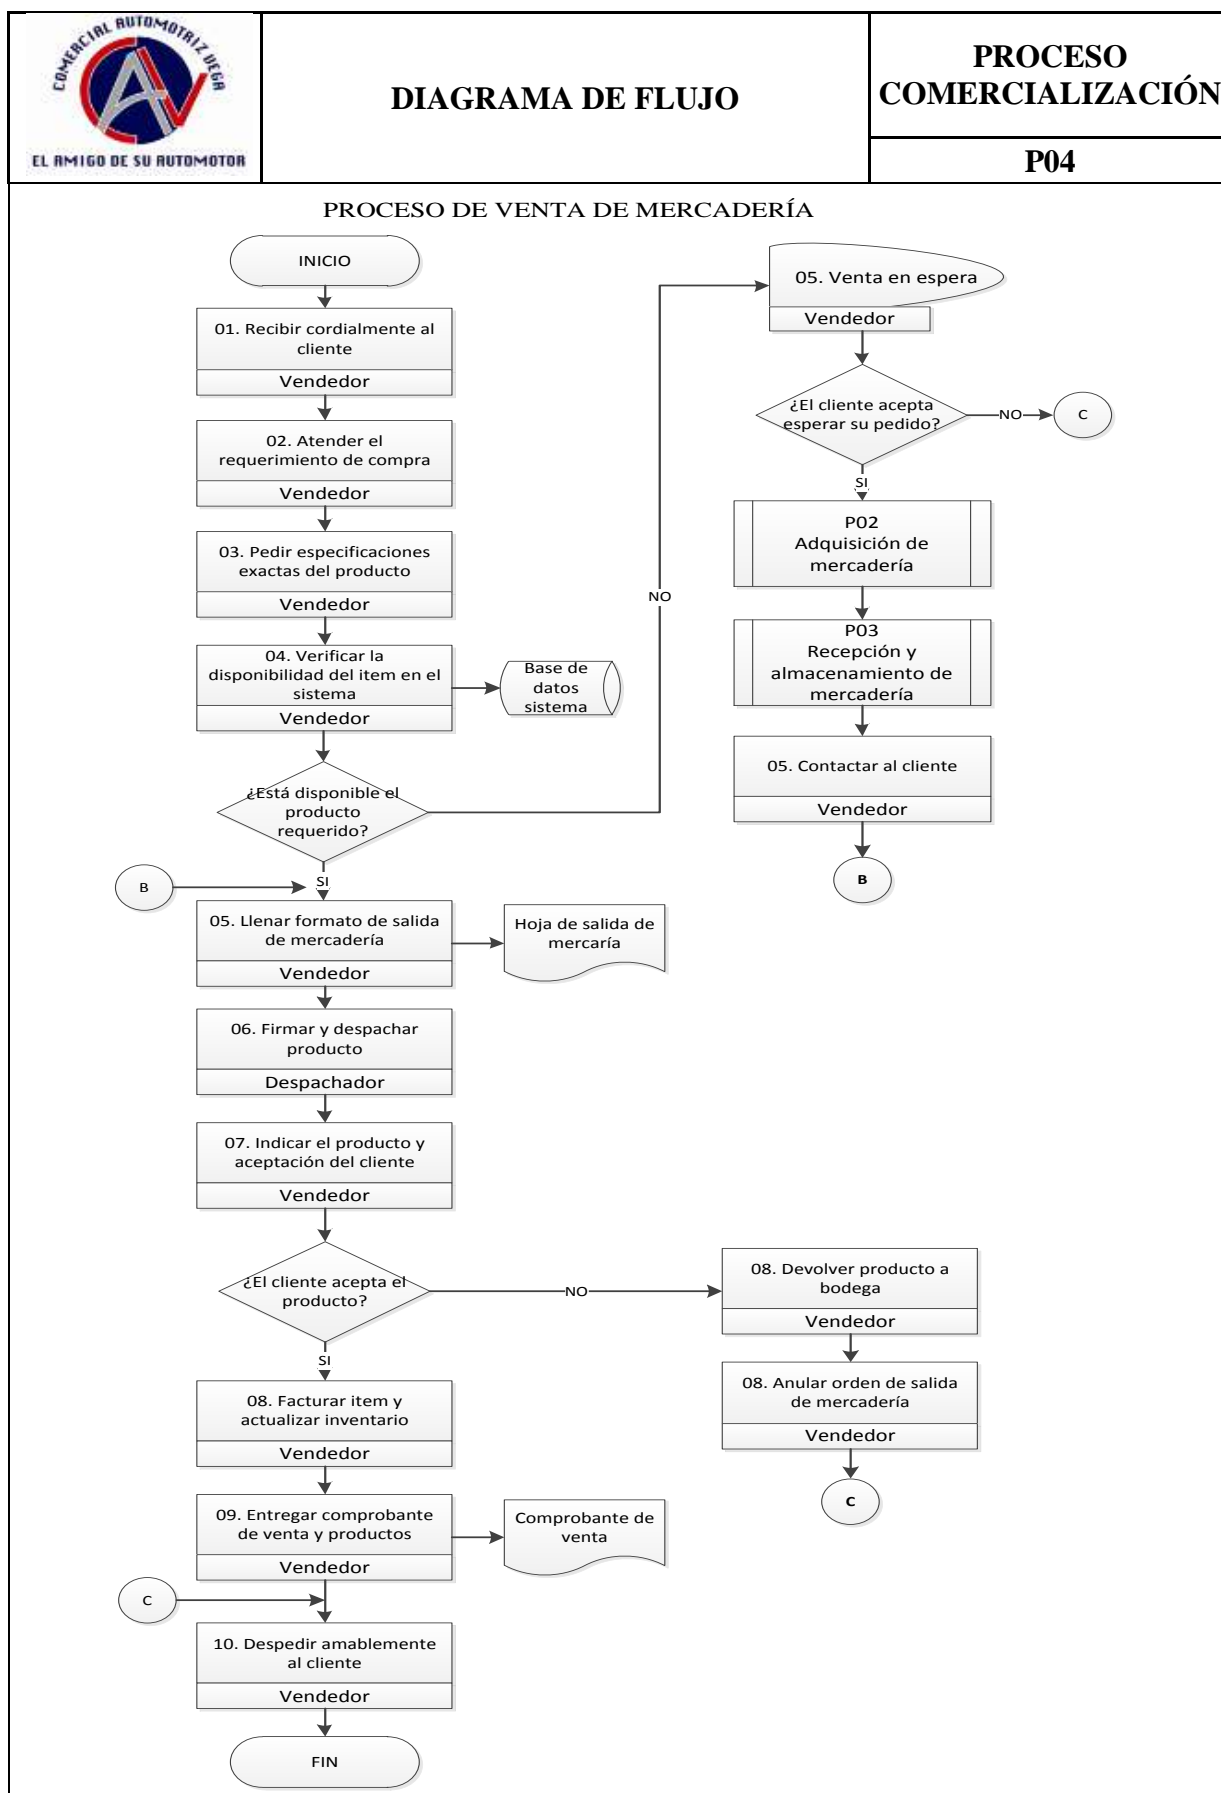 COMERCIAL AUTOMOTRIZ VEGA
CAV
EL AMIGO DE SU AUTOMOTOR
DIAGRAMA DE FLUJO
PROCESO
COMERCIALIZACIÓN
P04
PROCESO DE VENTA DE MERCADERÍA
INICIO
01. Recibir cordialmente al
cliente
Vendedor
02. Atender el
requerimiento de compra
Vendedor
03. Pedir especificaciones
exactas del producto
Vendedor
04. Verificar la
disponibilidad del item en el
sistema
Vendedor
Base de
datos
sistema
¿Está disponible el
producto
requerido?
NO
05. Venta en espera
Vendedor
¿El cliente acepta
esperar su pedido?
NO
C
SI
P02
Adquisición de
mercadería
P03
Recepción y
almacenamiento de
mercadería
05. Contactar al cliente
Vendedor
B
SI
B
05. Llenar formato de salida
de mercadería
Vendedor
Hoja de salida de
mercaría
06. Firmar y despachar
producto
Despachador
07. Indicar el producto y
aceptación del cliente
Vendedor
¿El cliente acepta el
producto?
NO
08. Devolver producto a
bodega
Vendedor
08. Anular orden de salida
de mercadería
Vendedor
C
SI
08. Facturar item y
actualizar inventario
Vendedor
09. Entregar comprobante
de venta y productos
Vendedor
Comprobante de
venta
C
10. Despedir amablemente
al cliente
Vendedor
FIN